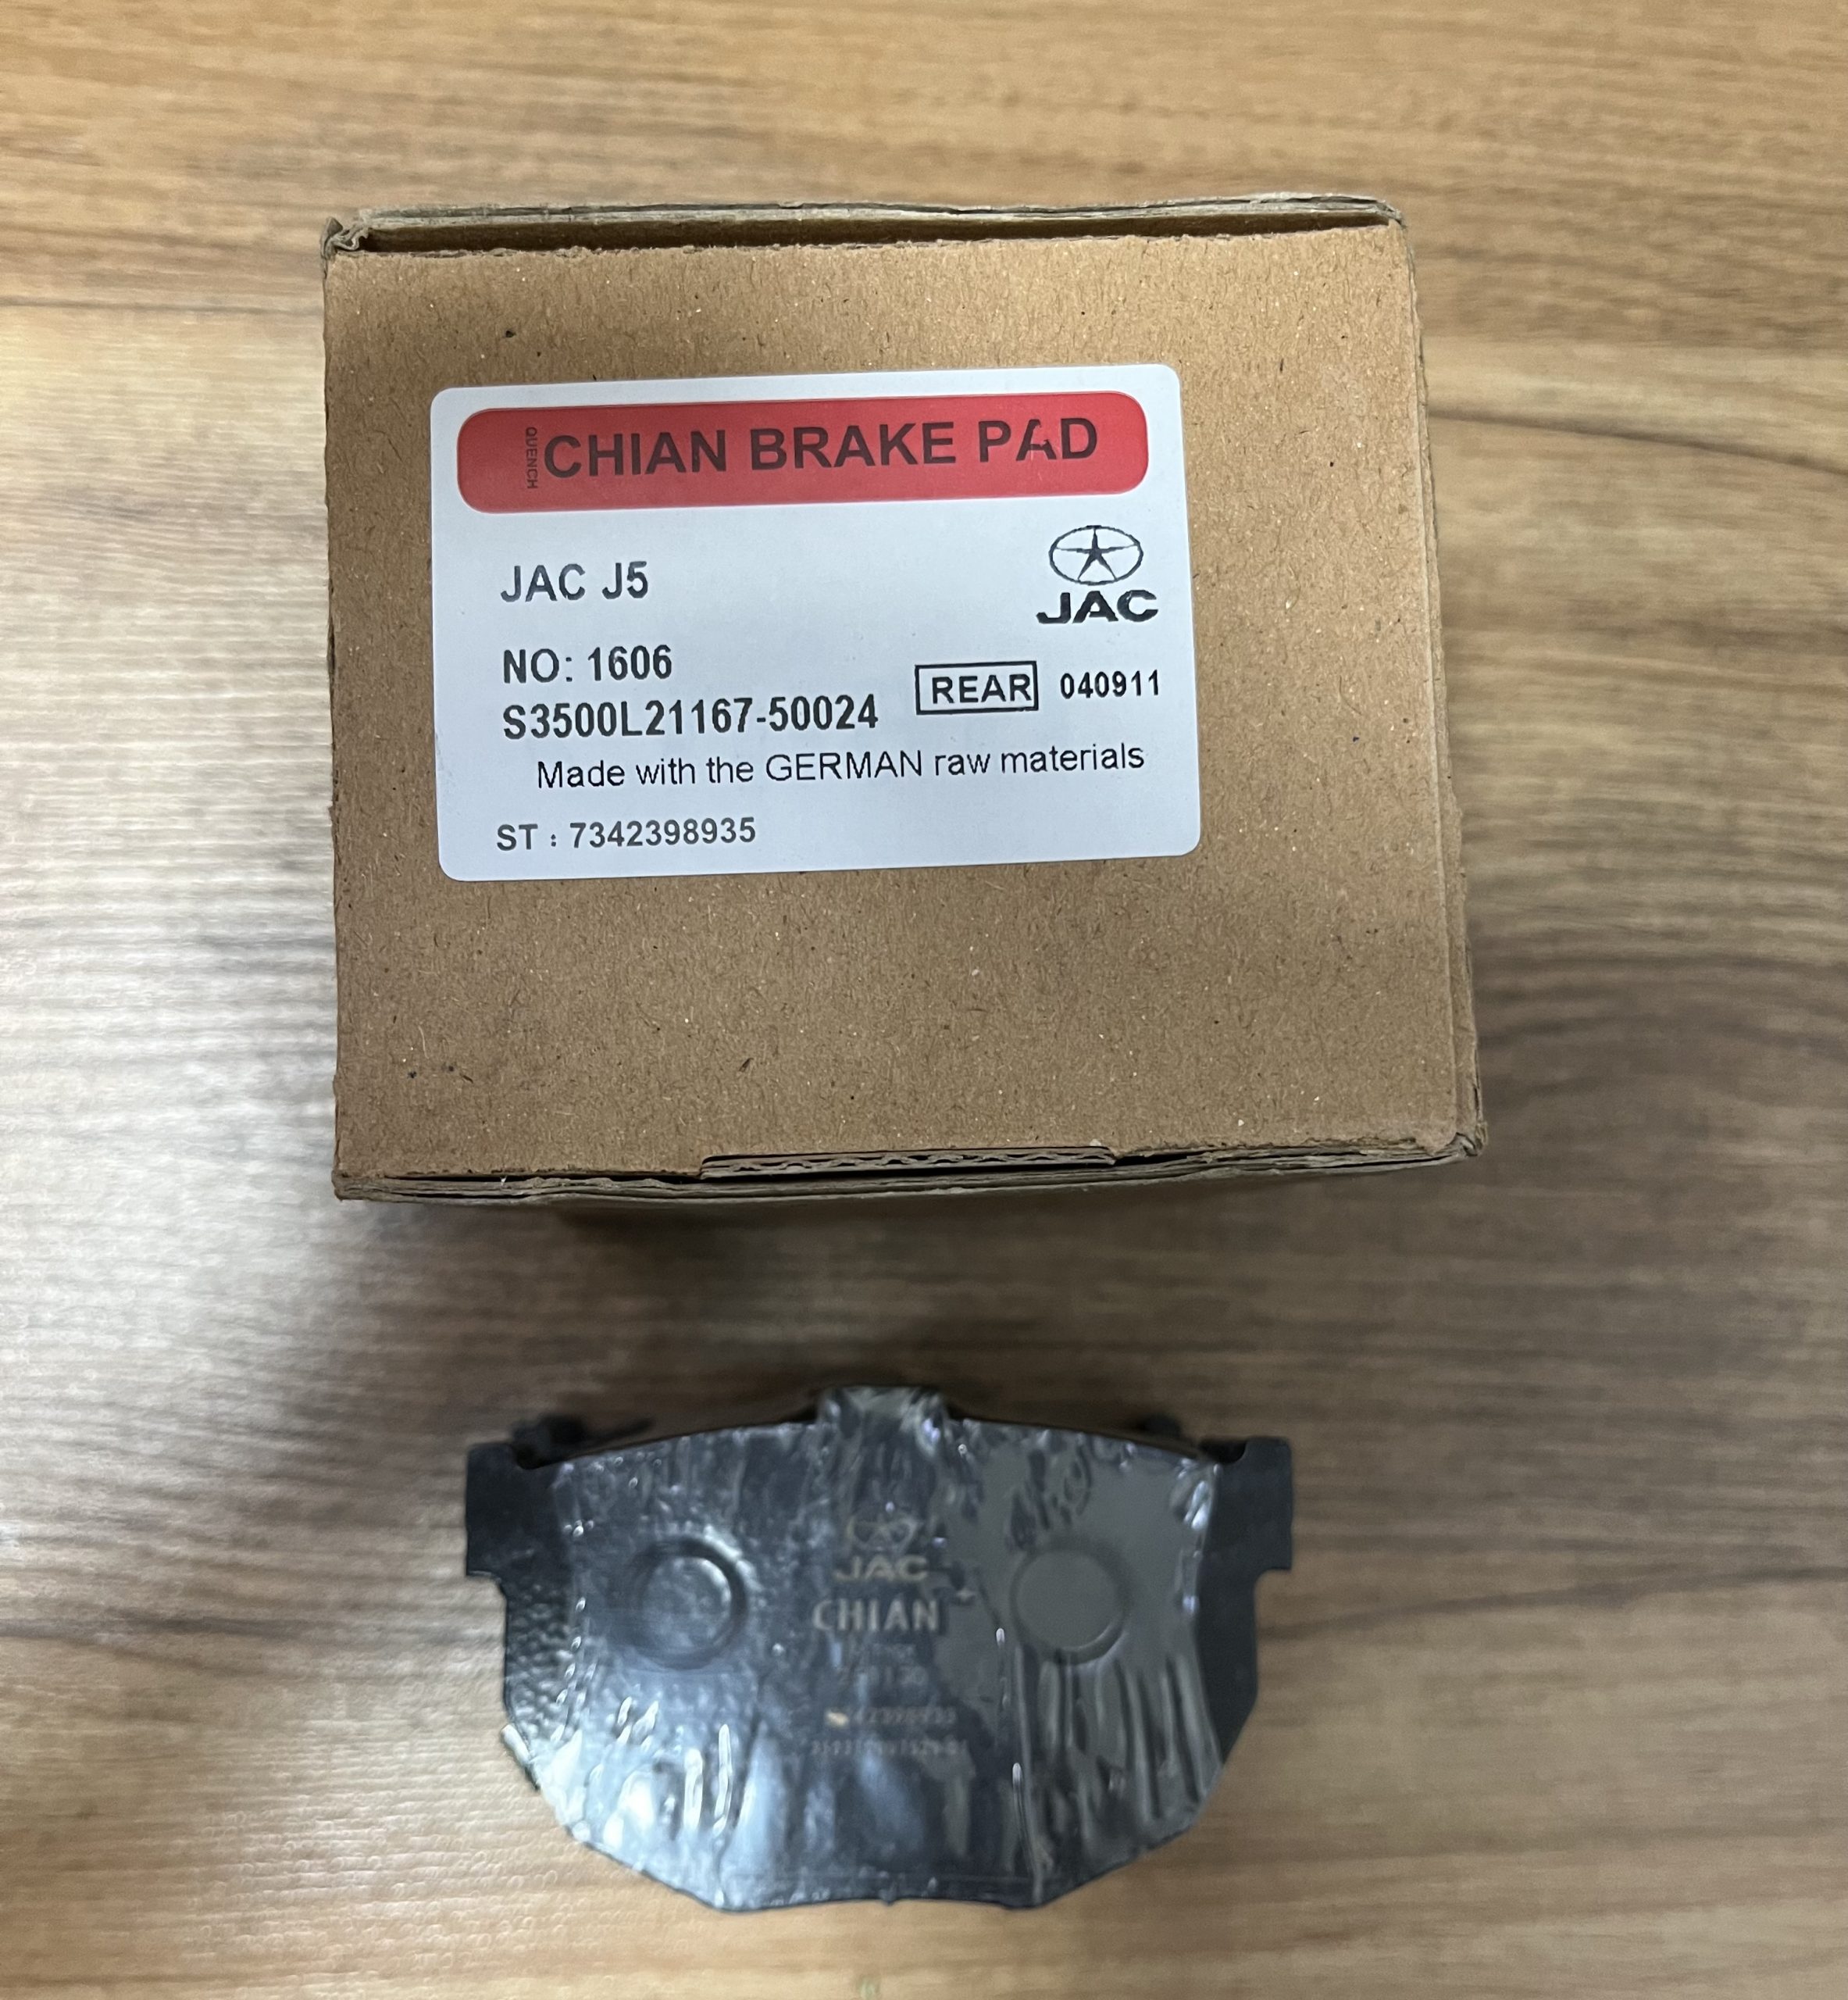 QUENCH
CHIAN BRAKE PAD
JAC J5
JAC
NO: 1606
REAR 040911
S3500L21167-50024
Made with the GERMAN raw materials
ST : 7342398935
JAC
CHIAN